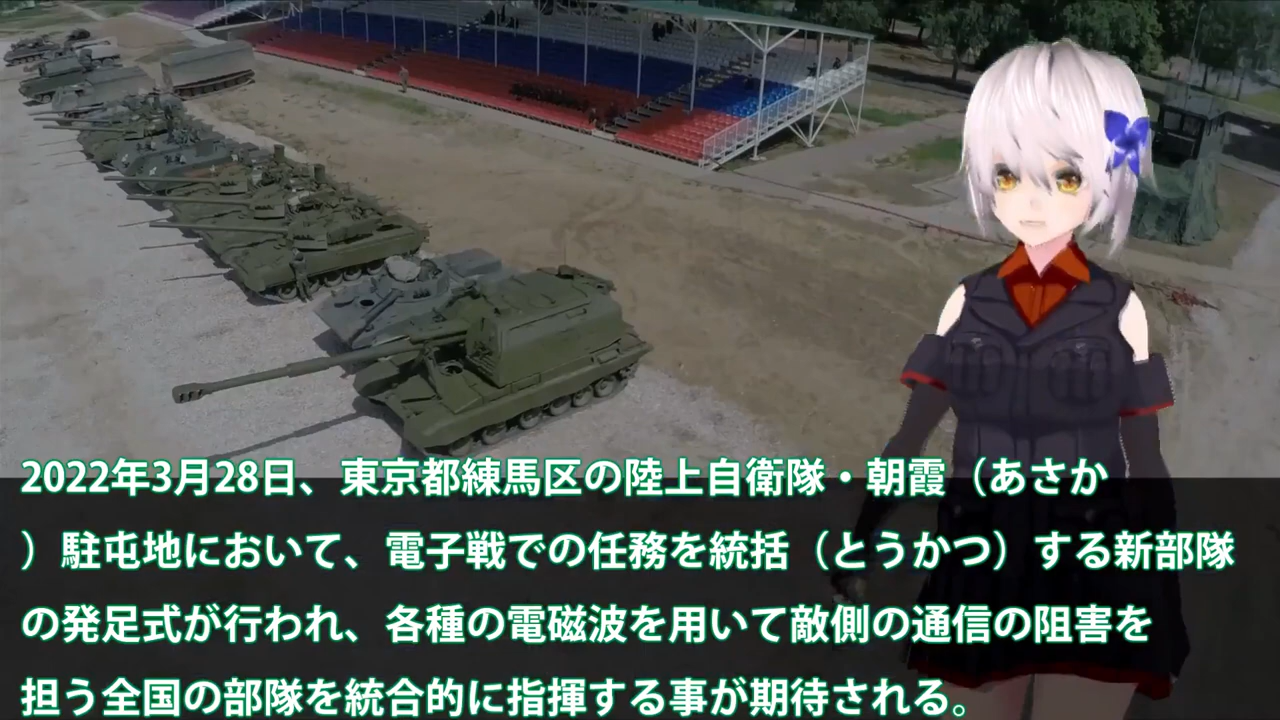 2022年3月28日、東京都練馬区の陸上自衛隊・朝霞（あさか
）駐屯地において、電子戦での任務を統括（とうかつ）する新部隊
の発足式が行われ、各種の電磁波を用いて敵側の通信の阻害を
担う全国の部隊を統合的に指揮する事が期待される。